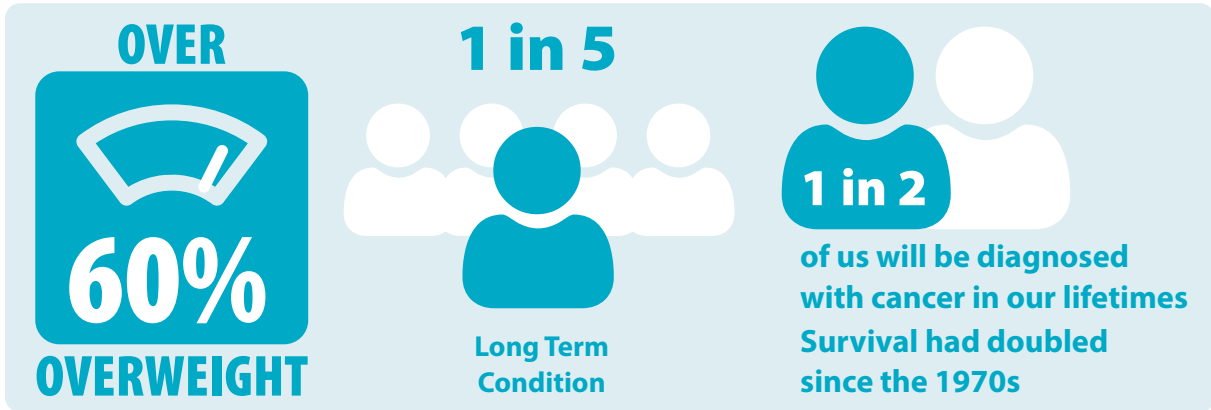 OVER
60%
OVERWEIGHT
1 in 5
Long Term
Condition
1 in 2
of us will be diagnosed
with cancer in our lifetimes
Survival had doubled
since the 1970s